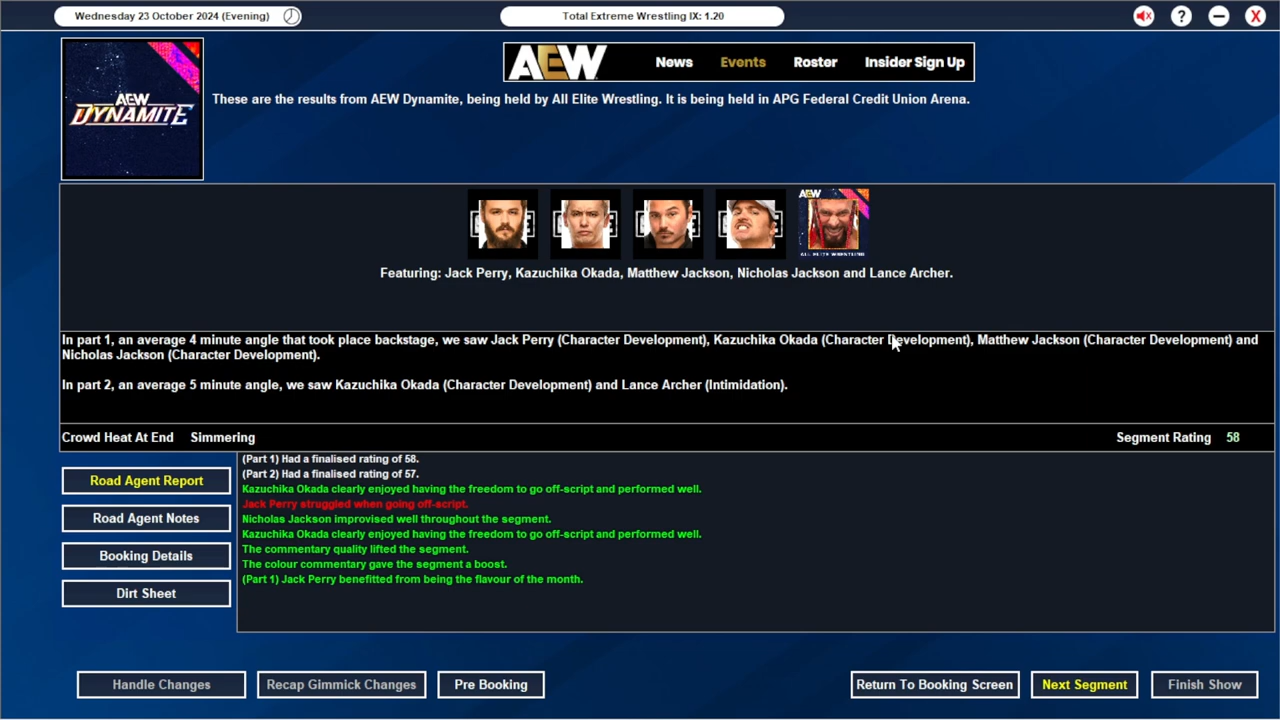 Wednesday 23 October 2024 (Evening)
Total Extreme Wrestling IX: 1.20
?
X
AEW
DYNAMITE
AEW
News
Events
Roster
Insider Sign Up
These are the results from AEW Dynamite, being held by All Elite Wrestling. It is being held in APG Federal Credit Union Arena.
AEW
ALL ELITE WRESTLING
Featuring: Jack Perry, Kazuchika Okada, Matthew Jackson, Nicholas Jackson and Lance Archer.
In part 1, an average 4 minute angle that took place backstage, we saw Jack Perry (Character Development), Kazuchika Okada (Character Development), Matthew Jackson (Character Development) and
Nicholas Jackson (Character Development).
In part 2, an average 5 minute angle, we saw Kazuchika Okada (Character Development) and Lance Archer (Intimidation).
Crowd Heat At End Simmering
Segment Rating 58
Road Agent Report
Road Agent Notes
Booking Details
Dirt Sheet
(Part 1) Had a finalised rating of 58.
(Part 2) Had a finalised rating of 57.
Kazuchika Okada clearly enjoyed having the freedom to go off-script and performed well.
Jack Perry struggled when going off-script.
Nicholas Jackson improvised well throughout the segment.
Kazuchika Okada clearly enjoyed having the freedom to go off-script and performed well.
The commentary quality lifted the segment.
The colour commentary gave the segment a boost.
(Part 1) Jack Perry benefitted from being the flavour of the month.
Handle Changes
Recap Gimmick Changes
Pre Booking
Return To Booking Screen
Next Segment
Finish Show